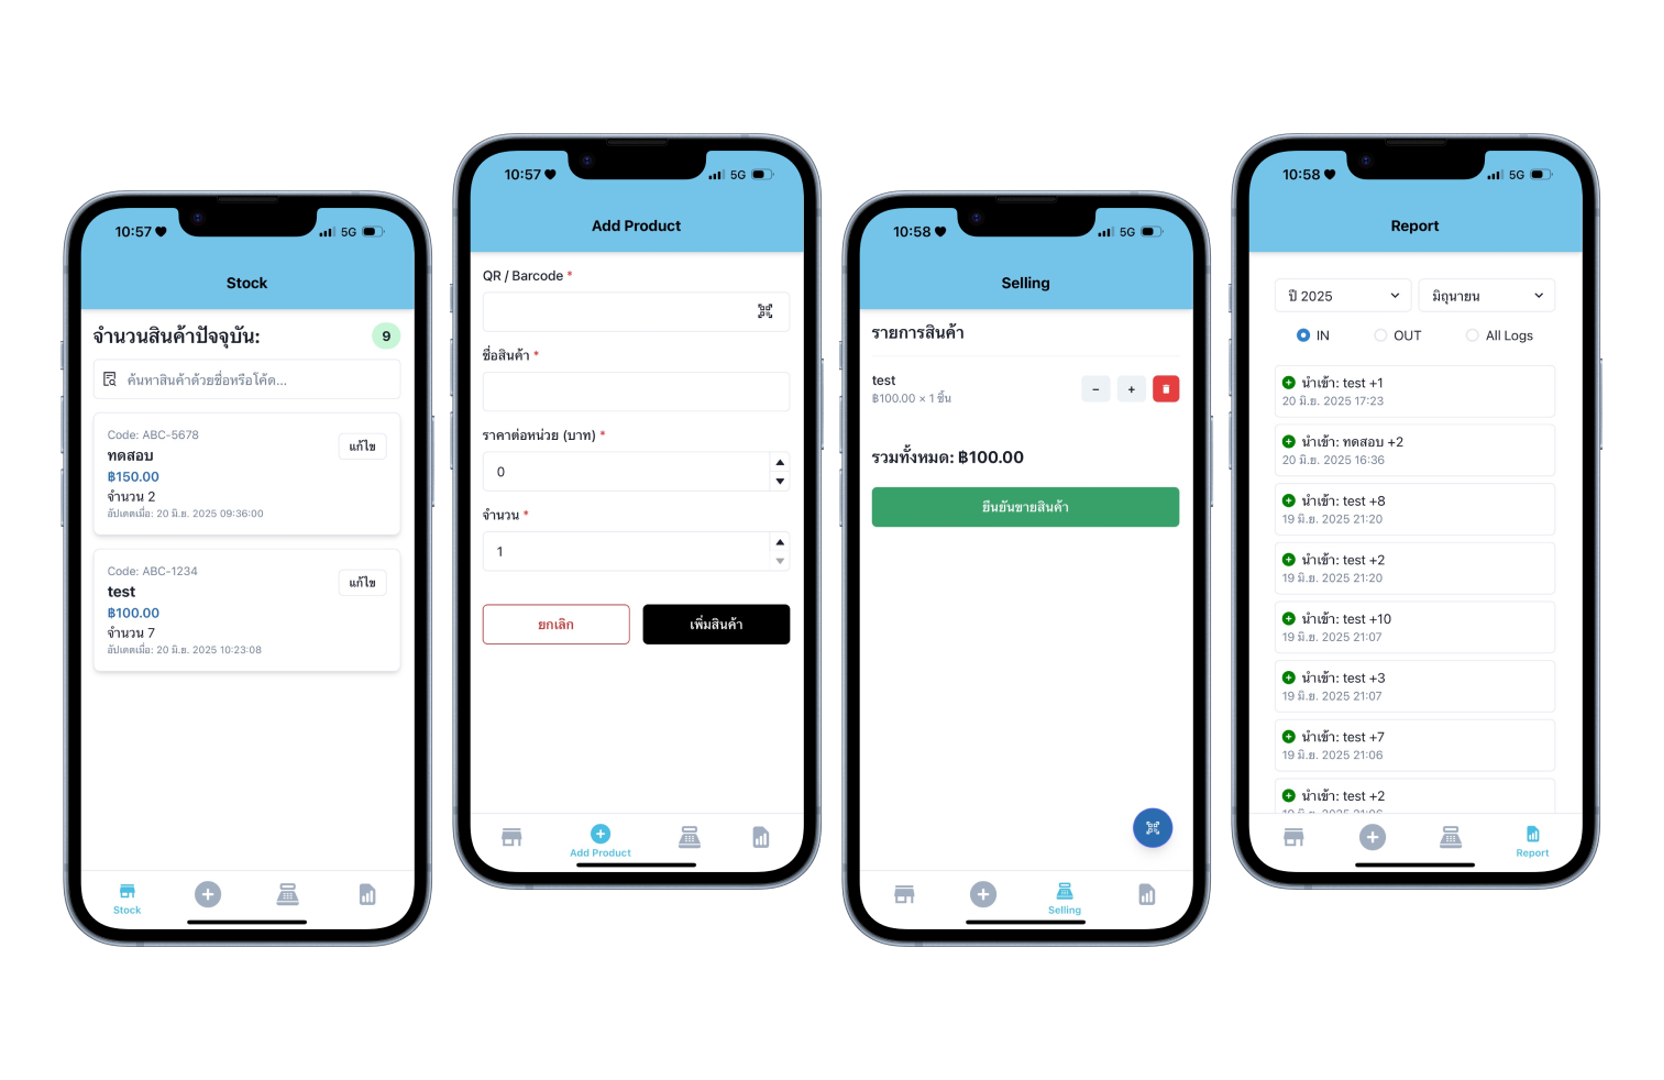 10:57
5G
Stock
จำนวนสินค้าปัจจุบัน:
9
ค้นหาสินค้าด้วยชื่อหรือโค้ด...
Code: ABC-5678
แก้ไข
ทดสอบ
฿150.00
จำนวน 2
อัปเดตเมื่อ: 20 มิ.ย. 2025 09:36:00
Code: ABC-1234
แก้ไข
test
฿100.00
จำนวน 7
อัปเดตเมื่อ: 20 มิ.ย. 2025 10:23:08
Stock
10:57
5G
Add Product
QR / Barcode *
ชื่อสินค้า *
ราคาต่อหน่วย (บาท) *
0
จำนวน *
1
ยกเลิก
เพิ่มสินค้า
Add Product
10:58
5G
Selling
รายการสินค้า
test
฿100.00 × 1 ชิ้น
−
+
รวมทั้งหมด: ฿100.00
ยืนยันขายสินค้า
Selling
10:58
5G
Report
ปี 2025
มิถุนายน
IN
OUT
All Logs
นำเข้า: test +1
20 มิ.ย. 2025 17:23
นำเข้า: ทดสอบ +2
20 มิ.ย. 2025 16:36
นำเข้า: test +8
19 มิ.ย. 2025 21:20
นำเข้า: test +2
19 มิ.ย. 2025 21:20
นำเข้า: test +10
19 มิ.ย. 2025 21:07
นำเข้า: test +3
19 มิ.ย. 2025 21:07
นำเข้า: test +7
19 มิ.ย. 2025 21:06
นำเข้า: test +2
Report